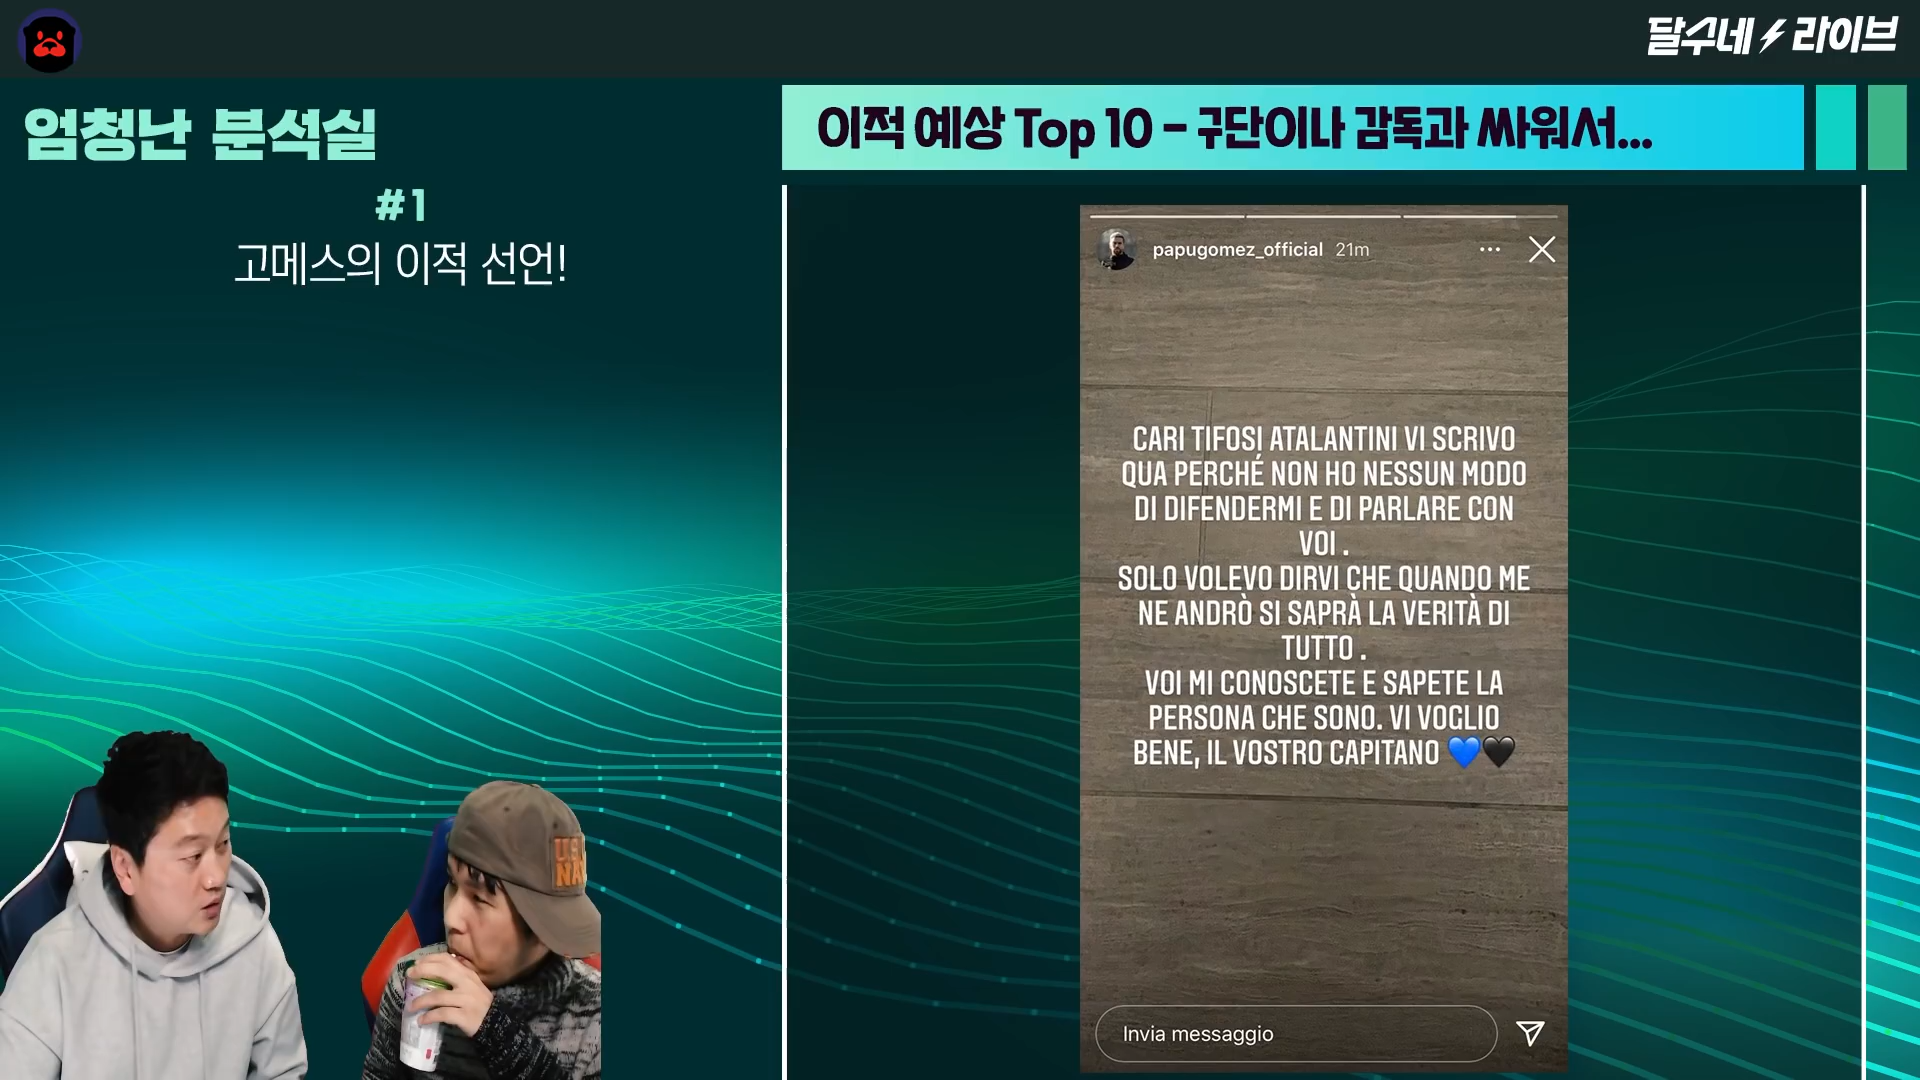 달수네 라이브
엄청난 분석실
이적 예상 Top 10 - 구단이나 감독과 싸워서...
#1
고메스의 이적 선언!
papugomez_official 21m
CARI TIFOSI ATALANTINI VI SCRIVO
QUA PERCHÉ NON HO NESSUN MODO
DI DIFENDERMI E DI PARLARE CON
VOI .
SOLO VOLEVO DIRVI CHE QUANDO ME
NE ANDRÒ SI SAPRÀ LA VERITÀ DI
TUTTO .
VOI MI CONOSCETE E SAPETE LA
PERSONA CHE SONO. VI VOGLIO
BENE, IL VOSTRO CAPITANO 💙🖤
Invia messaggio